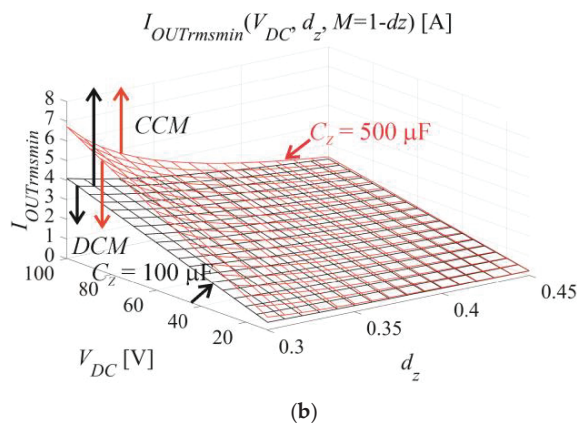 I_OUTrmsmin(V_DC, d_z, M=1-dz) [A]
8
7
6
5
4
3
2
1
0
I_OUTrmsmin
CCM
C_z = 500 µF
DCM
C_z = 100 µF
100
80
60
40
20
V_DC [V]
0.3
0.35
0.4
0.45
d_z
(b)